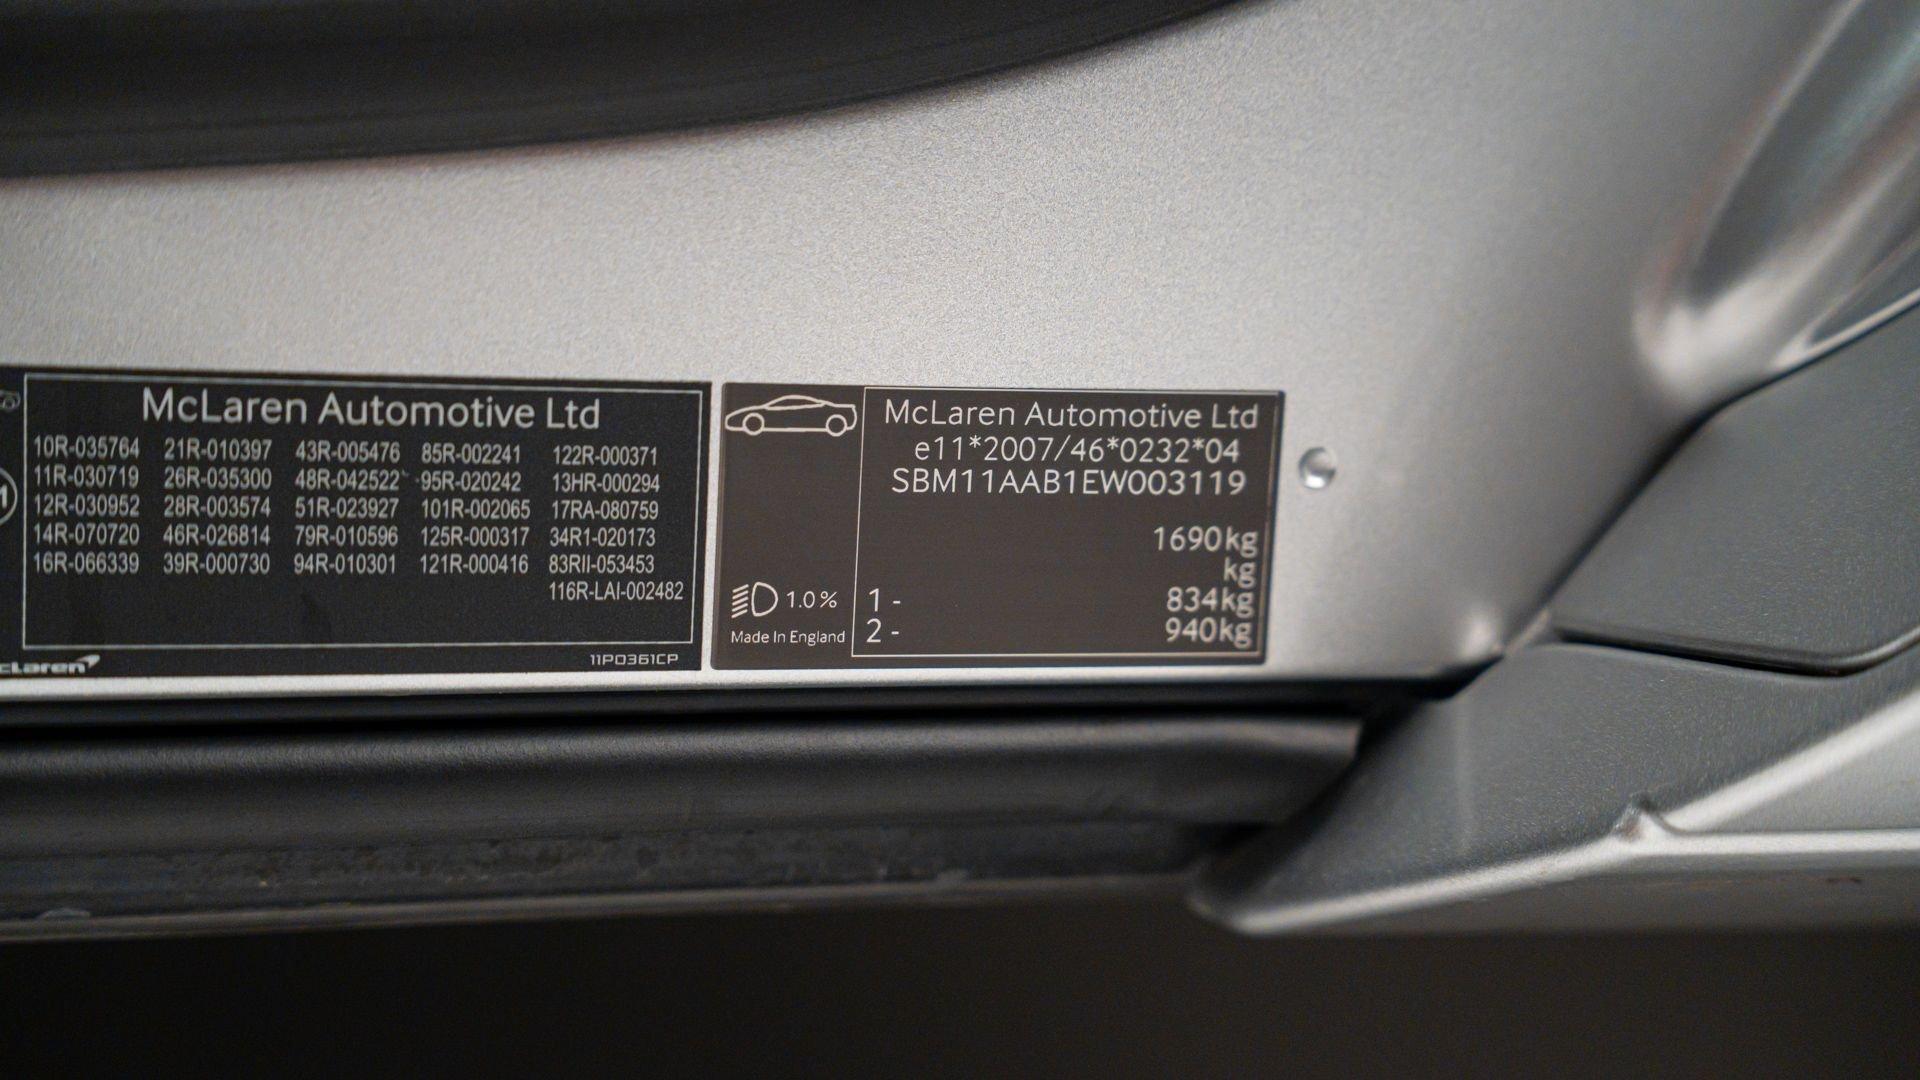 McLaren Automotive Ltd
10R-035764 21R-010397 43R-005476 85R-002241 122R-000371
11R-030719 26R-035300 48R-042522 95R-020242 13HR-000294
12R-030952 28R-003574 51R-023927 101R-002065 17RA-080759
14R-070720 46R-026814 79R-010596 125R-000317 34R1-020173
16R-066339 39R-000730 94R-010301 121R-000416 83RII-053453
116R-LAI-002482
cLaren 11P0361CP
McLaren Automotive Ltd
e11*2007/46*0232*04
SBM11AAB1EW003119
1690kg
kg
1.0%
1 - 834kg
Made In England
2 - 940kg